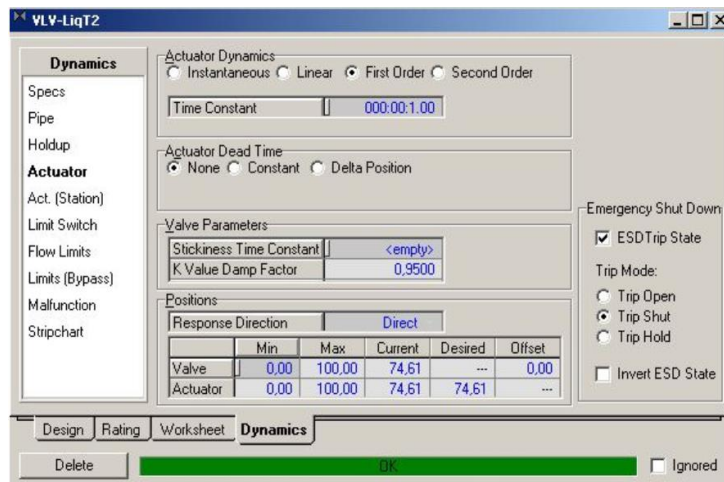 VLV-LiqT2
Dynamics
Specs
Pipe
Holdup
Actuator
Act. (Station)
Limit Switch
Flow Limits
Limits (Bypass)
Malfunction
Stripchart
Actuator Dynamics
Instantaneous Linear First Order Second Order
Time Constant 000:00:1.00
Actuator Dead Time
None Constant Delta Position
Valve Parameters
Stickiness Time Constant <empty>
K Value Damp Factor 0,9500
Positions
Response Direction Direct
Min Max Current Desired Offset
Valve 0,00 100,00 74,61 --- 0,00
Actuator 0,00 100,00 74,61 74,61 ---
Emergency Shut Down
ESDTrip State
Trip Mode:
Trip Open
Trip Shut
Trip Hold
Invert ESD State
Design Rating Worksheet Dynamics
Delete OK Ignored